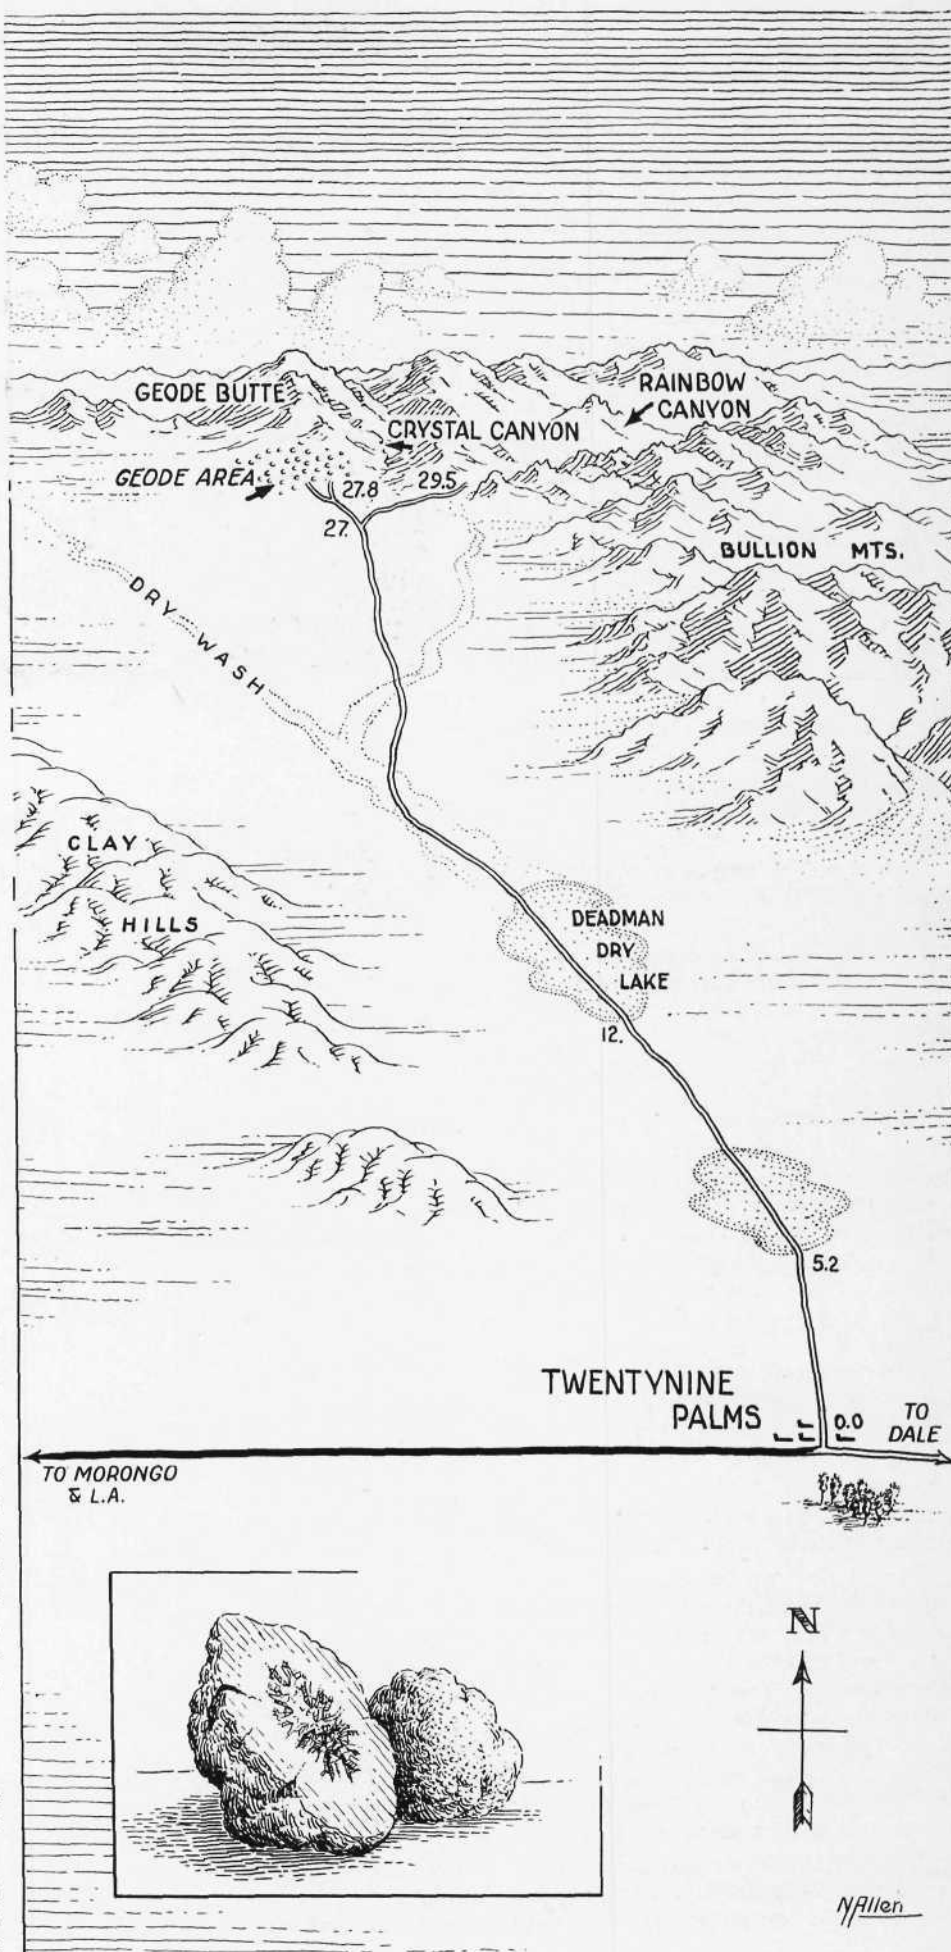 GEODE BUTTE
RAINBOW
CANYON
CRYSTAL CANYON
GEODE AREA
27.8
29.5
27.
BULLION MTS.
DRY WASH
CLAY
HILLS
DEADMAN
DRY
LAKE
12.
5.2
TWENTYNINE
PALMS
0.0
TO
DALE
TO MORONGO
& L.A.
N
N Allen